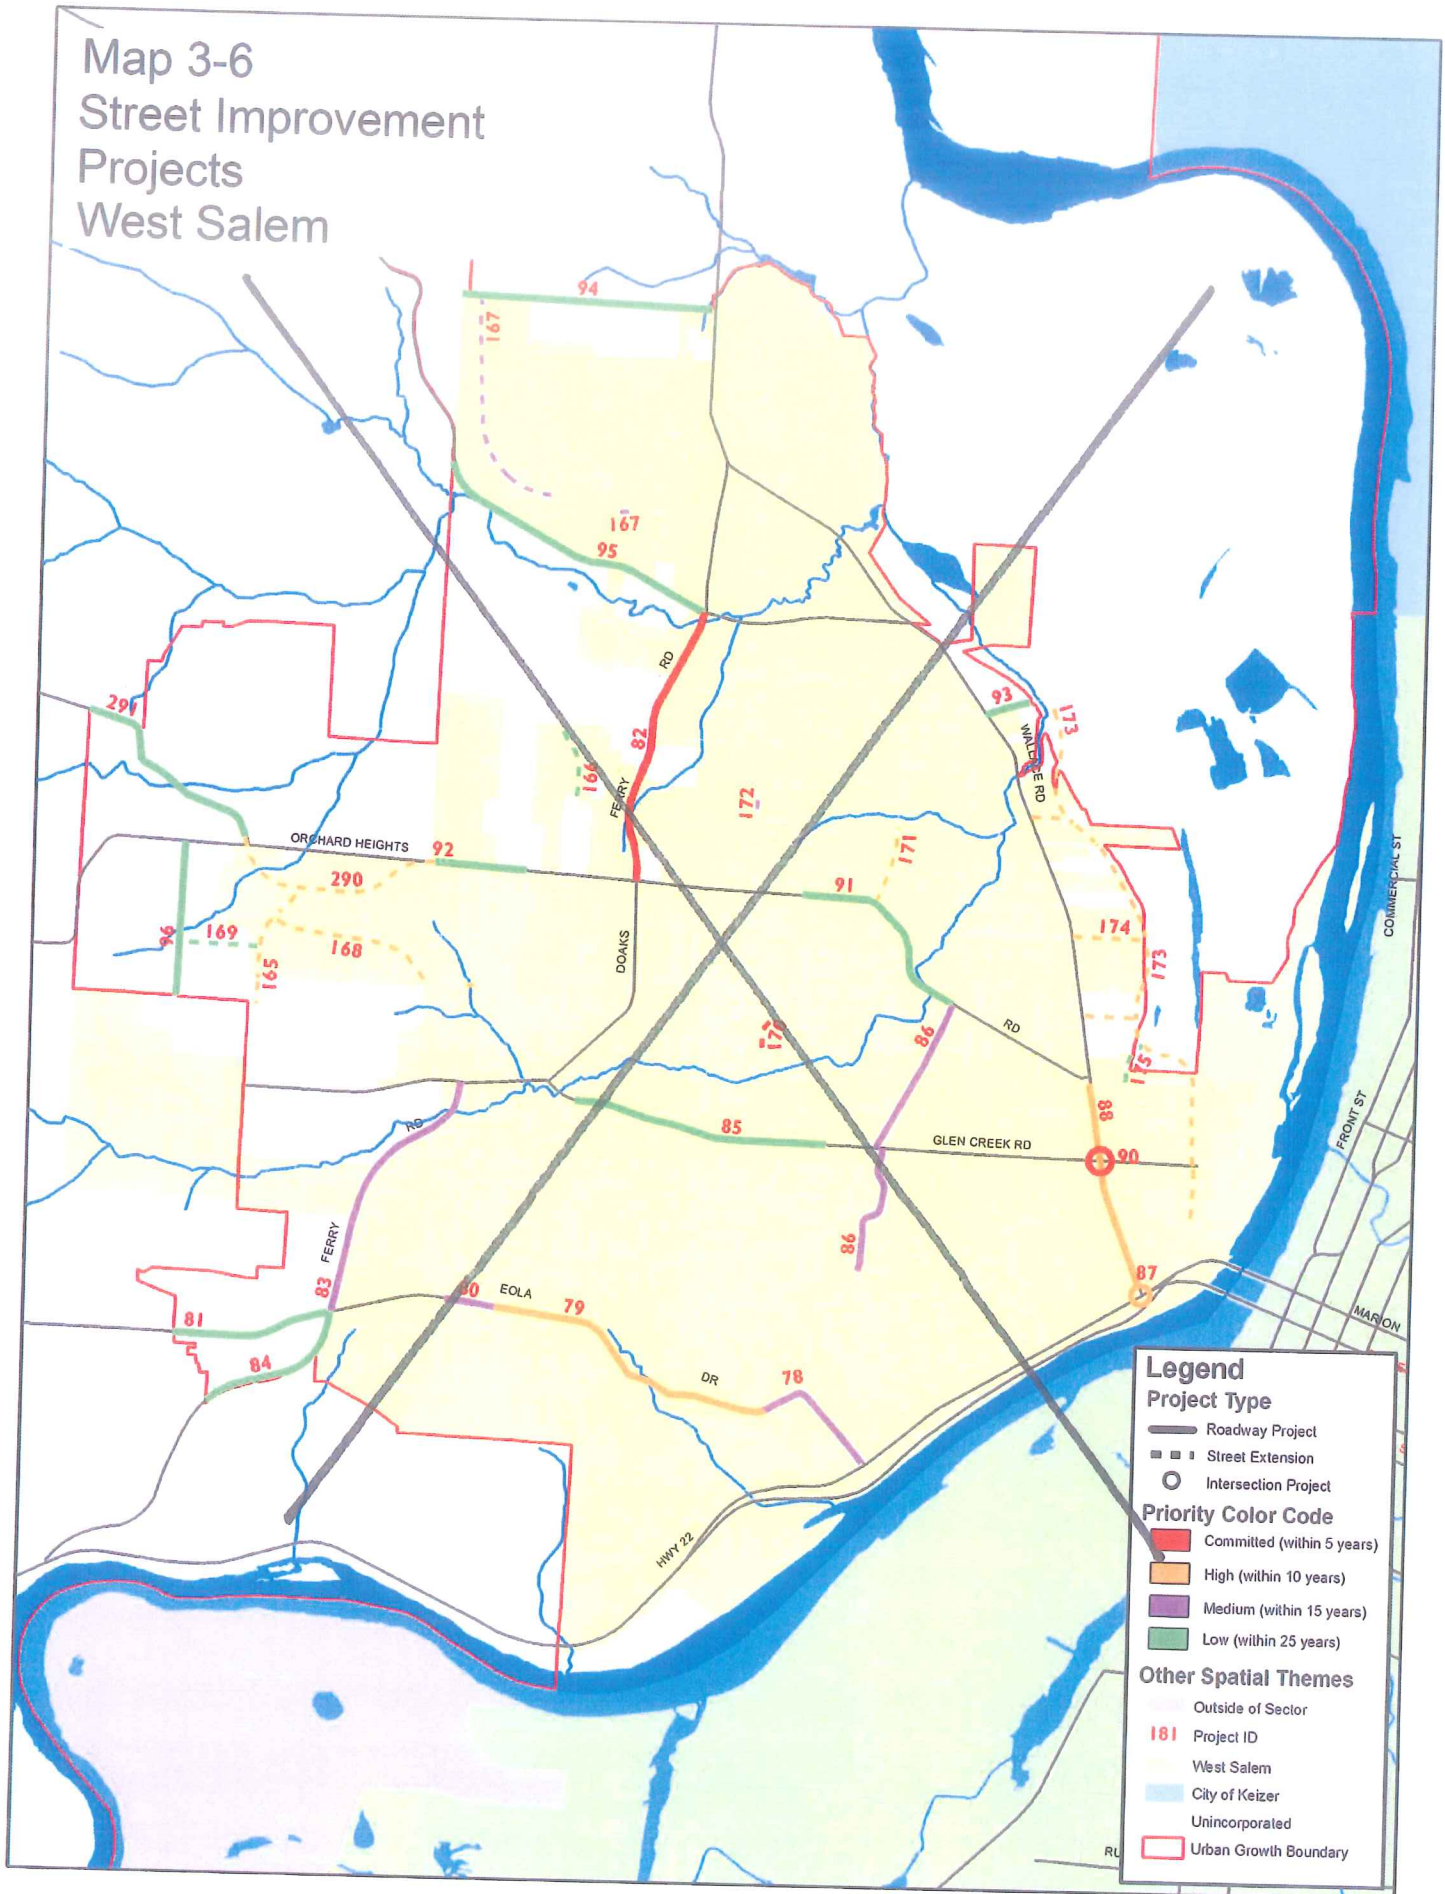 Map 3-6
Street Improvement
Projects
West Salem
94
167
167
95
RD
82
FERRY
166
172
93
173
WALLACE RD
291
ORCHARD HEIGHTS
92
290
91
171
96
169
168
165
DOAKS
174
173
COMMERCIAL ST
RD
86
170
175
88
FRONT ST
RD
85
GLEN CREEK RD
90
86
FERRY
83
80
EOLA
79
87
MARION
81
84
DR
78
HWY 22
RU
Legend
Project Type
Roadway Project
Street Extension
Intersection Project
Priority Color Code
Committed (within 5 years)
High (within 10 years)
Medium (within 15 years)
Low (within 25 years)
Other Spatial Themes
Outside of Sector
181 Project ID
West Salem
City of Keizer
Unincorporated
Urban Growth Boundary